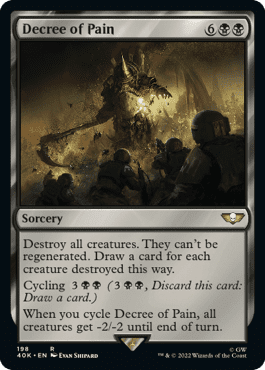 Decree of Pain 6
Sorcery
Destroy all creatures. They can't be
regenerated. Draw a card for each
creature destroyed this way.
Cycling 3 (3, Discard this card:
Draw a card.)
When you cycle Decree of Pain, all
creatures get -2/-2 until end of turn.
198 R © GW
40K • EN Evan Shipard ™ & © 2022 Wizards of the Coast